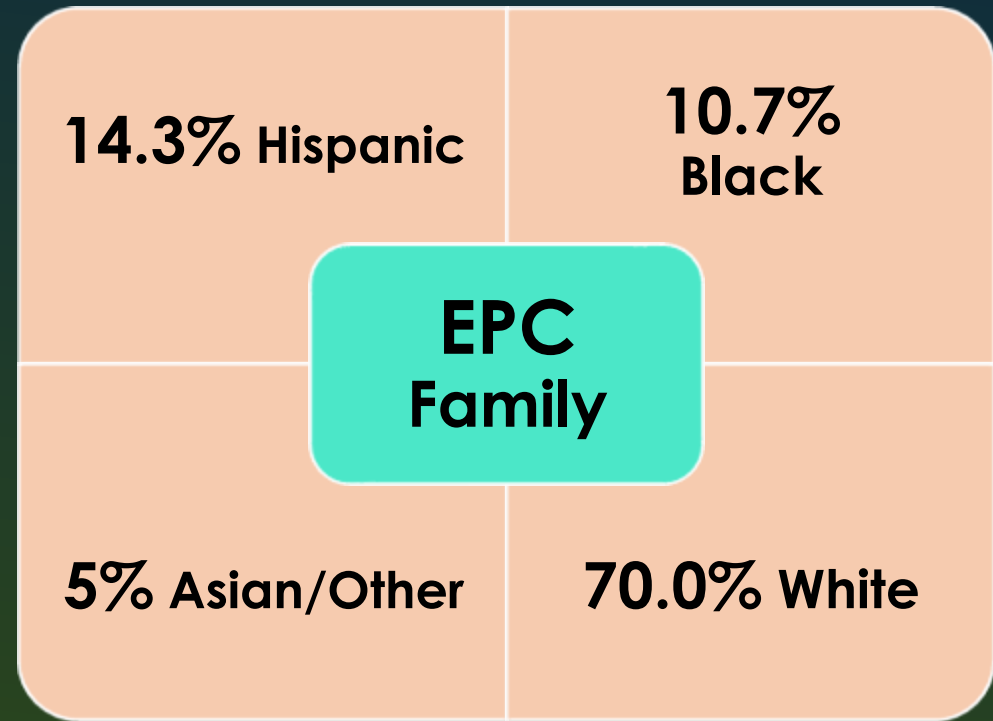 14.3% Hispanic
10.7%
Black
EPC
Family
5% Asian/Other
70.0% White